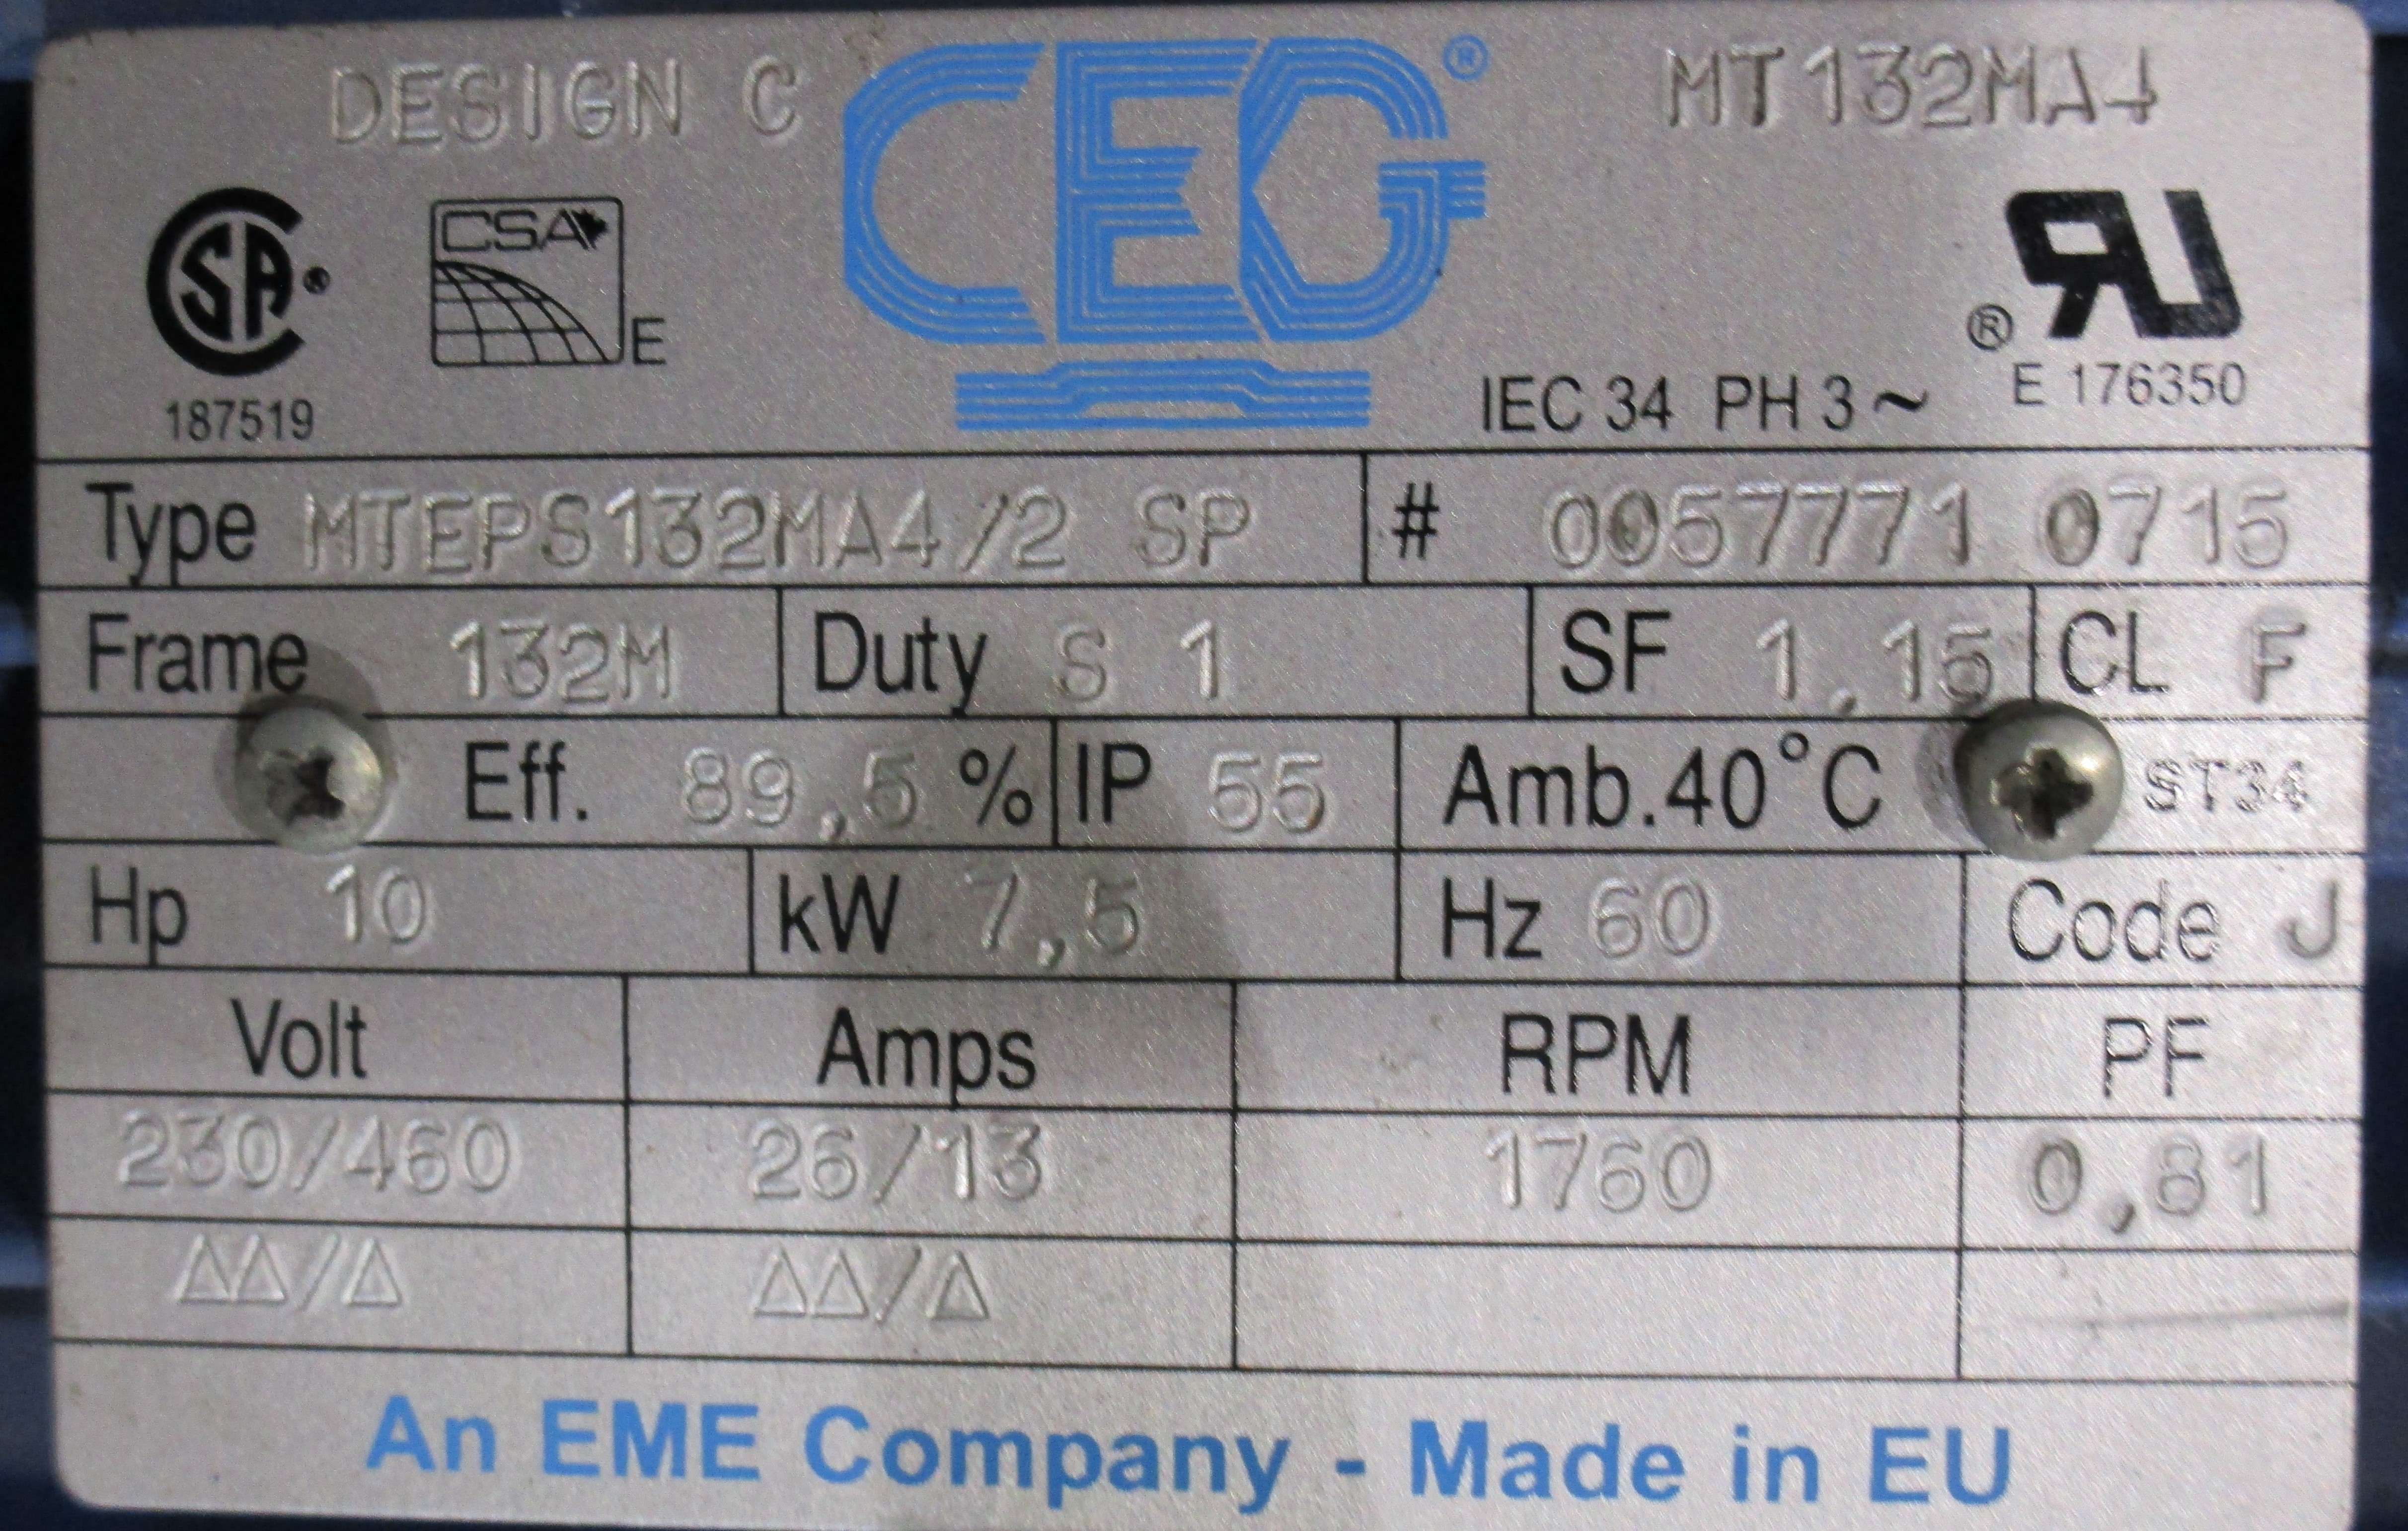 DESIGN C CEG® MT132MA4
CSA® CSA E UR®
187519 IEC 34 PH 3~ E 176350
Type MTEPS132MA4/2 SP # 0057771 0715
Frame 132M Duty S 1 SF 1.15 CL F
Eff. 89,5 % IP 55 Amb.40°C ST34
Hp 10 kW 7,5 Hz 60 Code J
Volt Amps RPM PF
230/460 26/13 1760 0,81
ΔΔ/Δ ΔΔ/Δ
An EME Company - Made in EU